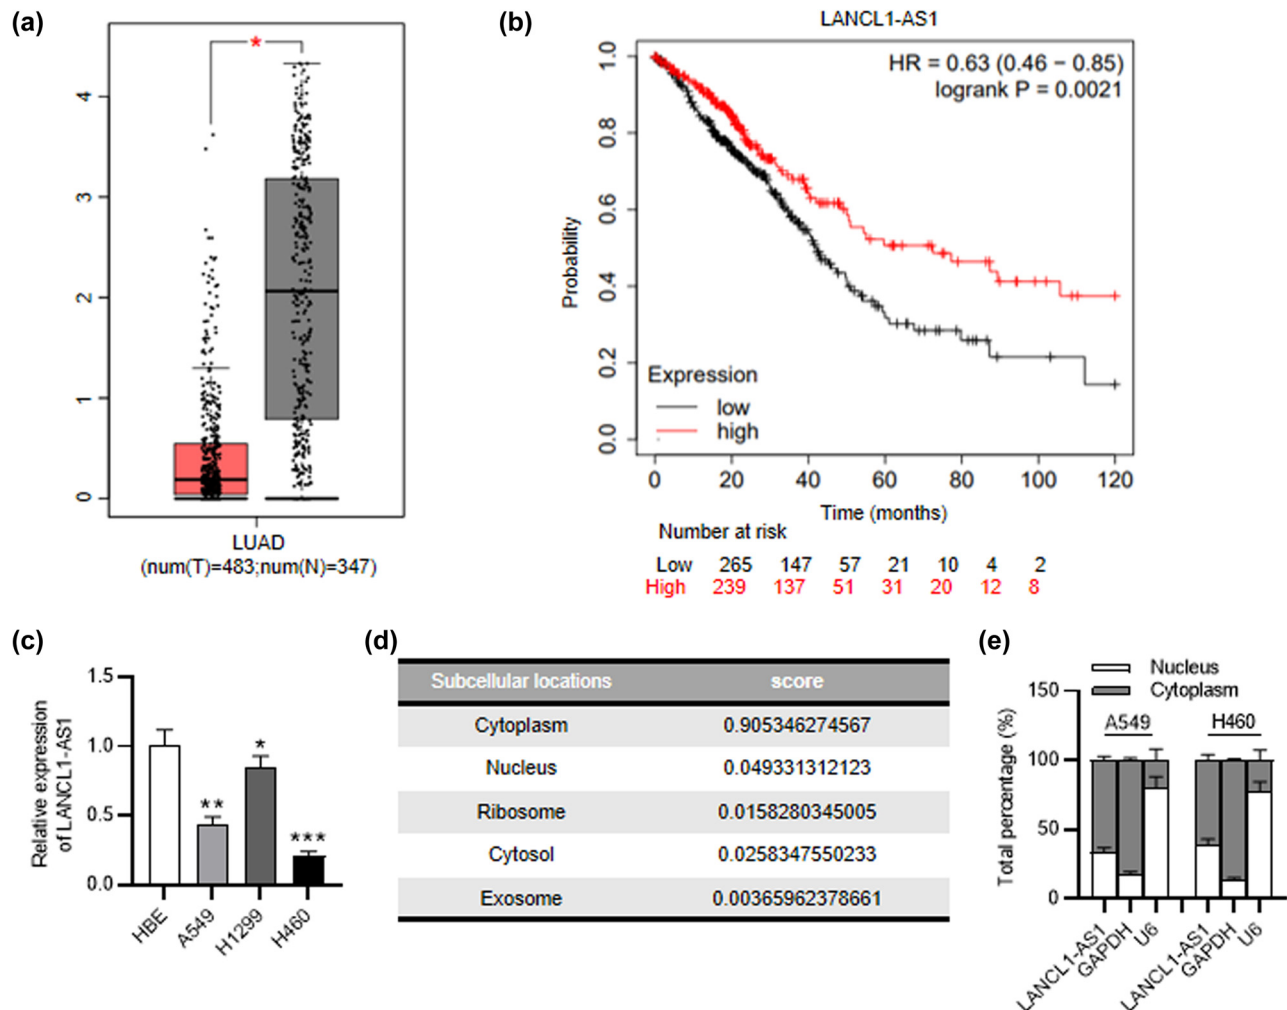 (a)
*
4
3
2
1
0
LUAD
(num(T)=483;num(N)=347)
(b)
LANCL1-AS1
HR = 0.63 (0.46 − 0.85)
logrank P = 0.0021
Probability
1.0
0.8
0.6
0.4
0.2
0.0
Expression
low
high
0 20 40 60 80 100 120
Time (months)
Number at risk
Low 265 147 57 21 10 4 2
High 239 137 51 31 20 12 8
(c)
Relative expression
of LANCL1-AS1
1.5
1.0
0.5
0.0
**
*
***
HBE
A549
H1299
H460
(d)
Subcellular locations score
Cytoplasm 0.905346274567
Nucleus 0.049331312123
Ribosome 0.0158280345005
Cytosol 0.0258347550233
Exosome 0.00365962378661
(e)
Nucleus
Cytoplasm
Total percentage (%)
150
100
50
0
A549 H460
LANCL1-AS1
GAPDH
U6
LANCL1-AS1
GAPDH
U6